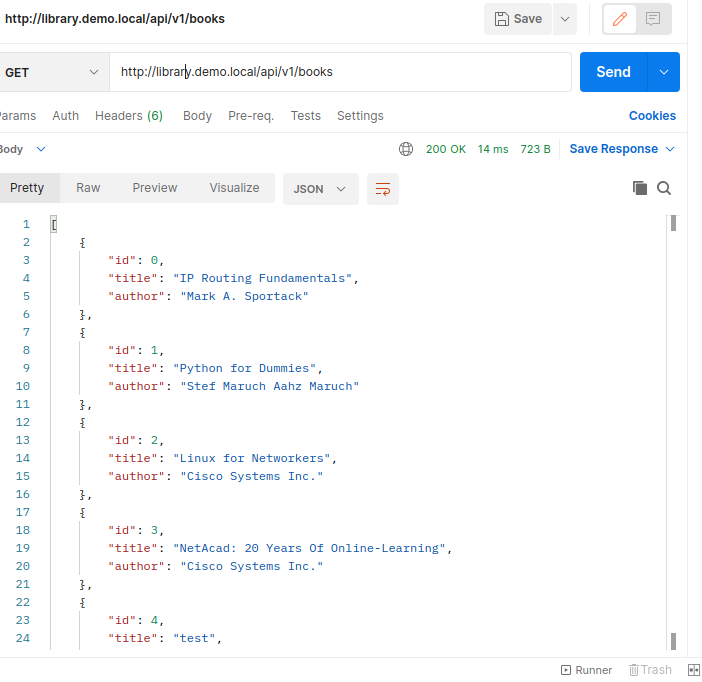 http://library.demo.local/api/v1/books Save
GET http://library.demo.local/api/v1/books Send
arams Auth Headers (6) Body Pre-req. Tests Settings Cookies
Body 200 OK 14 ms 723 B Save Response
Pretty Raw Preview Visualize JSON
1 [
2 {
3 "id": 0,
4 "title": "IP Routing Fundamentals",
5 "author": "Mark A. Sportack"
6 },
7 {
8 "id": 1,
9 "title": "Python for Dummies",
10 "author": "Stef Maruch Aahz Maruch"
11 },
12 {
13 "id": 2,
14 "title": "Linux for Networkers",
15 "author": "Cisco Systems Inc."
16 },
17 {
18 "id": 3,
19 "title": "NetAcad: 20 Years Of Online-Learning",
20 "author": "Cisco Systems Inc."
21 },
22 {
23 "id": 4,
24 "title": "test",
Runner Trash